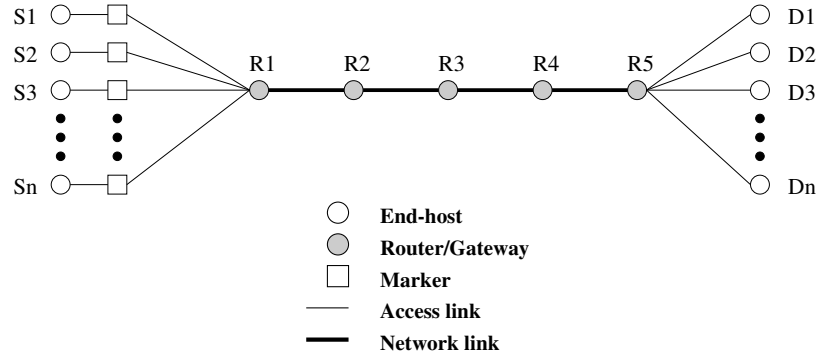 S1
D1
S2
D2
R1 R2 R3 R4 R5
S3
D3
Sn
Dn
End-host
Router/Gateway
Marker
Access link
Network link